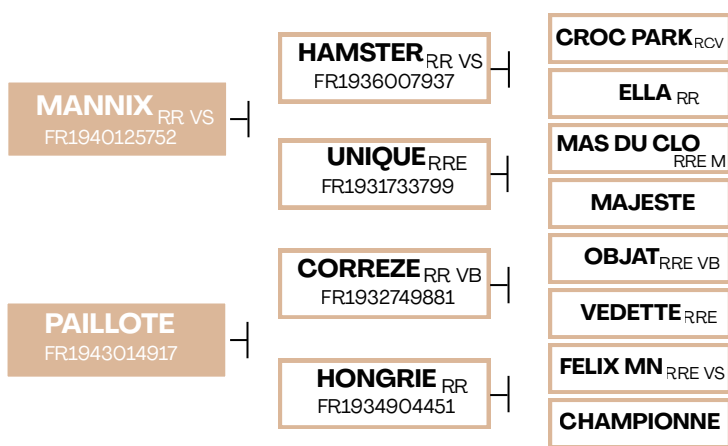 MANNIX RR VS
FR1940125752
PAILLOTE
FR1943014917
HAMSTER RR VS
FR1936007937
UNIQUE RRE
FR1931733799
CORREZE RR VB
FR1932749881
HONGRIE RR
FR1934904451
CROC PARK RCV
ELLA RR
MAS DU CLO
RRE M
MAJESTE
OBJAT RRE VB
VEDETTE RRE
FELIX MN RRE VS
CHAMPIONNE